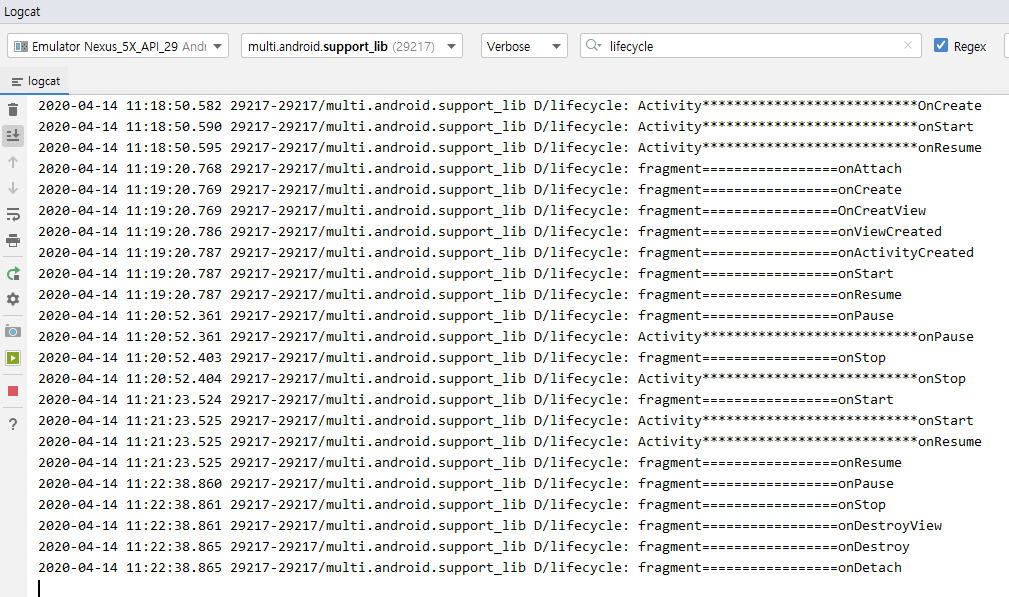 Logcat
Emulator Nexus_5X_API_29 Andr multi.android.support_lib (29217) Verbose lifecycle Regex
logcat
2020-04-14 11:18:50.582 29217-29217/multi.android.support_lib D/lifecycle: Activity***************************OnCreate
2020-04-14 11:18:50.590 29217-29217/multi.android.support_lib D/lifecycle: Activity***************************onStart
2020-04-14 11:18:50.595 29217-29217/multi.android.support_lib D/lifecycle: Activity***************************onResume
2020-04-14 11:19:20.768 29217-29217/multi.android.support_lib D/lifecycle: fragment=================onAttach
2020-04-14 11:19:20.769 29217-29217/multi.android.support_lib D/lifecycle: fragment=================onCreate
2020-04-14 11:19:20.769 29217-29217/multi.android.support_lib D/lifecycle: fragment=================OnCreatView
2020-04-14 11:19:20.786 29217-29217/multi.android.support_lib D/lifecycle: fragment=================onViewCreated
2020-04-14 11:19:20.787 29217-29217/multi.android.support_lib D/lifecycle: fragment=================onActivityCreated
2020-04-14 11:19:20.787 29217-29217/multi.android.support_lib D/lifecycle: fragment=================onStart
2020-04-14 11:19:20.787 29217-29217/multi.android.support_lib D/lifecycle: fragment=================onResume
2020-04-14 11:20:52.361 29217-29217/multi.android.support_lib D/lifecycle: fragment=================onPause
2020-04-14 11:20:52.361 29217-29217/multi.android.support_lib D/lifecycle: Activity***************************onPause
2020-04-14 11:20:52.403 29217-29217/multi.android.support_lib D/lifecycle: fragment=================onStop
2020-04-14 11:20:52.404 29217-29217/multi.android.support_lib D/lifecycle: Activity***************************onStop
2020-04-14 11:21:23.524 29217-29217/multi.android.support_lib D/lifecycle: fragment=================onStart
2020-04-14 11:21:23.525 29217-29217/multi.android.support_lib D/lifecycle: Activity***************************onStart
2020-04-14 11:21:23.525 29217-29217/multi.android.support_lib D/lifecycle: Activity***************************onResume
2020-04-14 11:21:23.525 29217-29217/multi.android.support_lib D/lifecycle: fragment=================onResume
2020-04-14 11:22:38.860 29217-29217/multi.android.support_lib D/lifecycle: fragment=================onPause
2020-04-14 11:22:38.861 29217-29217/multi.android.support_lib D/lifecycle: fragment=================onStop
2020-04-14 11:22:38.861 29217-29217/multi.android.support_lib D/lifecycle: fragment=================onDestroyView
2020-04-14 11:22:38.865 29217-29217/multi.android.support_lib D/lifecycle: fragment=================onDestroy
2020-04-14 11:22:38.865 29217-29217/multi.android.support_lib D/lifecycle: fragment=================onDetach